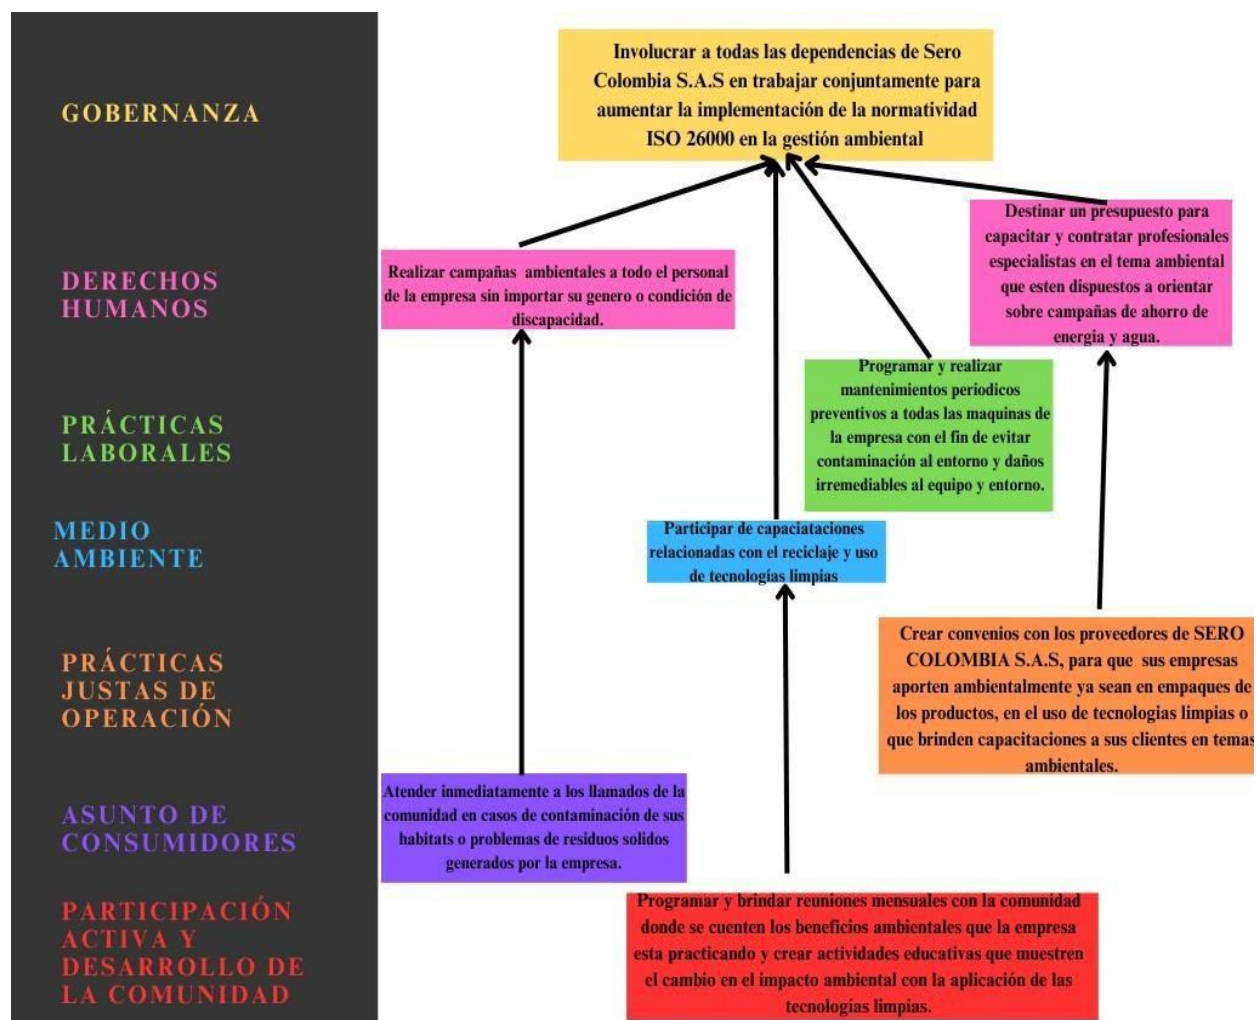 GOBERNANZA
Involucrar a todas las dependencias de Sero
Colombia S.A.S en trabajar conjuntamente para
aumentar la implementación de la normatividad
ISO 26000 en la gestión ambiental
DERECHOS
HUMANOS
Realizar campañas ambientales a todo el personal
de la empresa sin importar su genero o condición de
discapacidad.
Destinar un presupuesto para
capacitar y contratar profesionales
especialistas en el tema ambiental
que esten dispuestos a orientar
sobre campañas de ahorro de
energia y agua.
PRÁCTICAS
LABORALES
Programar y realizar
mantenimientos periodicos
preventivos a todas las maquinas de
la empresa con el fin de evitar
contaminación al entorno y daños
irremediables al equipo y entorno.
MEDIO
AMBIENTE
Participar de capaciataciones
relacionadas con el reciclaje y uso
de tecnologías limpias
PRÁCTICAS
JUSTAS DE
OPERACIÓN
Crear convenios con los proveedores de SERO
COLOMBIA S.A.S, para que sus empresas
aporten ambientalmente ya sean en empaques de
los productos, en el uso de tecnologias limpias o
que brinden capacitaciones a sus clientes en temas
ambientales.
ASUNTO DE
CONSUMIDORES
Atender inmediatamente a los llamados de la
comunidad en casos de contaminación de sus
habitats o problemas de residuos solidos
generados por la empresa.
PARTICIPACIÓN
ACTIVA Y
DESARROLLO DE
LA COMUNIDAD
Programar y brindar reuniones mensuales con la comunidad
donde se cuenten los beneficios ambientales que la empresa
esta practicando y crear actividades educativas que muestren
el cambio en el impacto ambiental con la aplicación de las
tecnologías limpias.